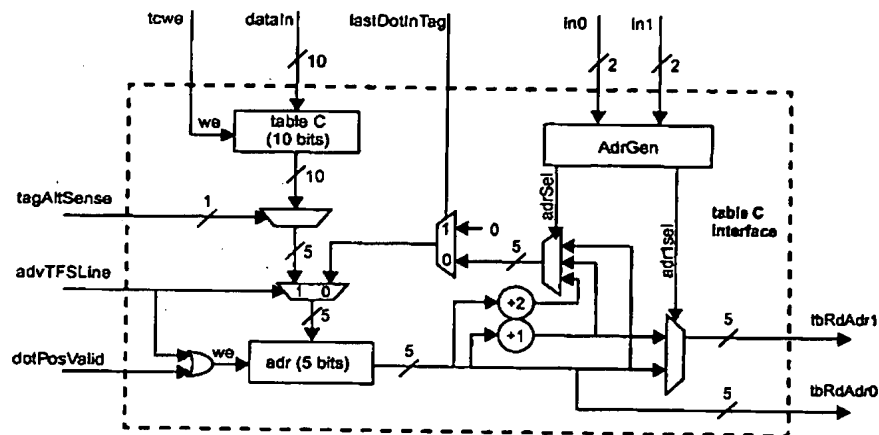 tcwe
dataIn
lastDotInTag
in0
in1
10
2
2
we
table C
(10 bits)
AdrGen
10
adrSel
tagAltSense
1
1
0
table C
interface
5
5
0
adr1sel
advTFSLine
1 0
+2
5
5
tbRdAdr1
+1
we
adr (5 bits)
5
dotPosValid
5
tbRdAdr0